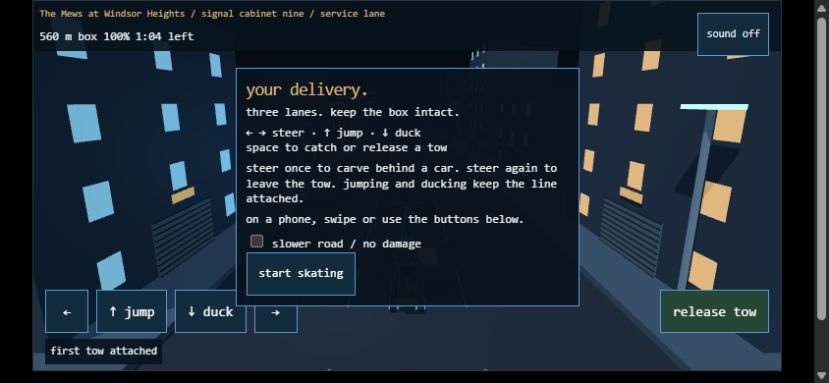 The Mews at Windsor Heights / signal cabinet nine / service lane
560 m box 100% 1:04 left
sound off
your delivery.
three lanes. keep the box intact.
← → steer · ↑ jump · ↓ duck
space to catch or release a tow
steer once to carve behind a car. steer again to
leave the tow. jumping and ducking keep the line
attached.
on a phone, swipe or use the buttons below.
slower road / no damage
start skating
←
↑ jump
↓ duck
→
release tow
first tow attached